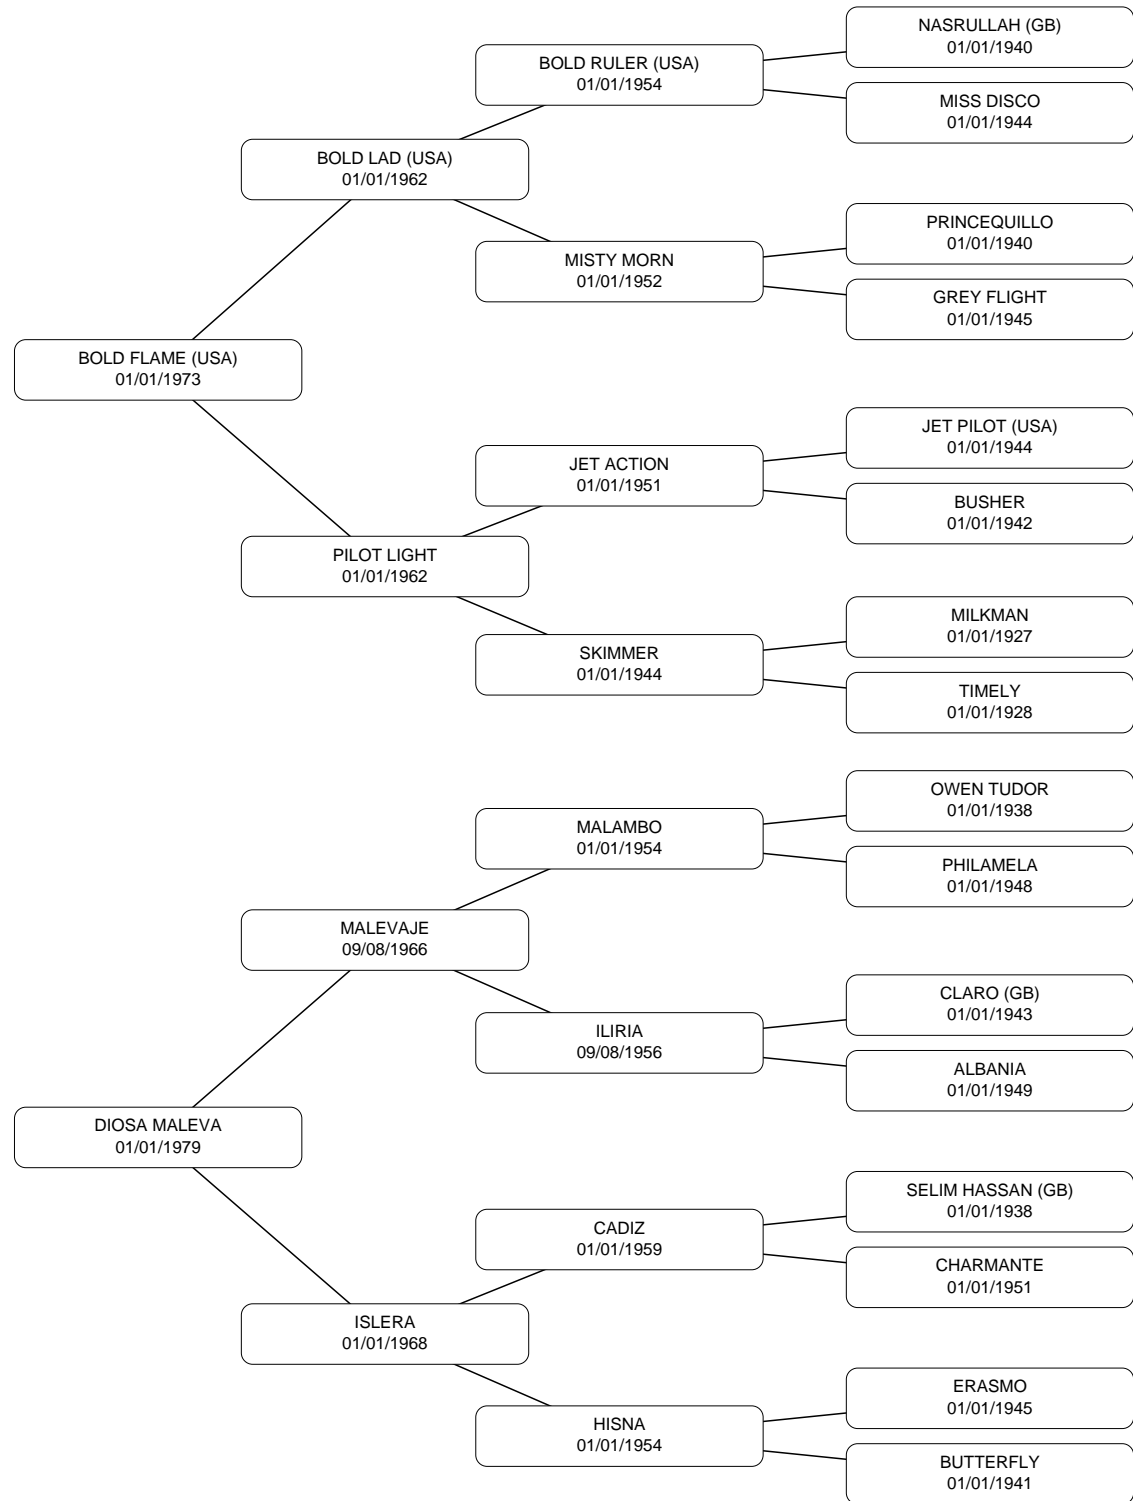 NASRULLAH (GB)
01/01/1940
BOLD RULER (USA)
01/01/1954
MISS DISCO
01/01/1944
BOLD LAD (USA)
01/01/1962
PRINCEQUILLO
01/01/1940
MISTY MORN
01/01/1952
GREY FLIGHT
01/01/1945
BOLD FLAME (USA)
01/01/1973
JET PILOT (USA)
01/01/1944
JET ACTION
01/01/1951
BUSHER
01/01/1942
PILOT LIGHT
01/01/1962
MILKMAN
01/01/1927
SKIMMER
01/01/1944
TIMELY
01/01/1928
OWEN TUDOR
01/01/1938
MALAMBO
01/01/1954
PHILAMELA
01/01/1948
MALEVAJE
09/08/1966
CLARO (GB)
01/01/1943
ILIRIA
09/08/1956
ALBANIA
01/01/1949
DIOSA MALEVA
01/01/1979
SELIM HASSAN (GB)
01/01/1938
CADIZ
01/01/1959
CHARMANTE
01/01/1951
ISLERA
01/01/1968
ERASMO
01/01/1945
HISNA
01/01/1954
BUTTERFLY
01/01/1941